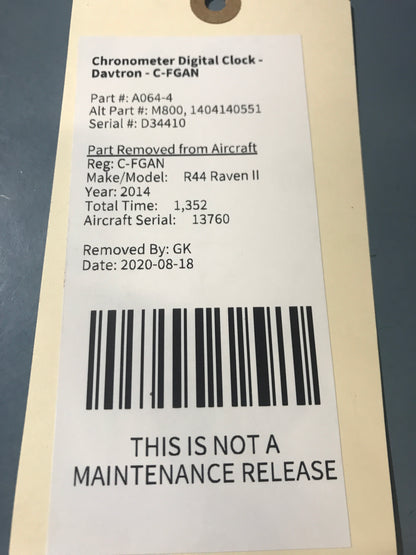 Chronometer Digital Clock -
Davtron - C-FGAN
Part #: A064-4
Alt Part #: M800, 1404140551
Serial #: D34410
Part Removed from Aircraft
Reg: C-FGAN
Make/Model: R44 Raven II
Year: 2014
Total Time: 1,352
Aircraft Serial: 13760
Removed By: GK
Date: 2020-08-18
THIS IS NOT A
MAINTENANCE RELEASE